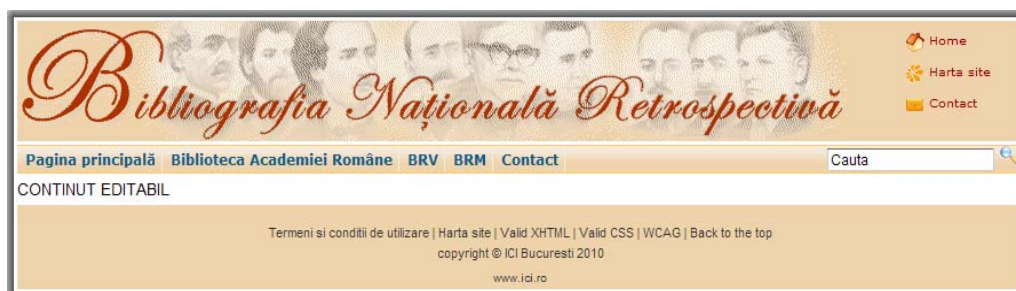 Bibliografia Națională Retrospectivă
Home
Harta site
Contact
Pagina principală Biblioteca Academiei Române BRV BRM Contact
Cauta
CONTINUT EDITABIL
Termeni si conditii de utilizare | Harta site | Valid XHTML | Valid CSS | WCAG | Back to the top
copyright © ICI Bucuresti 2010
www.ici.ro